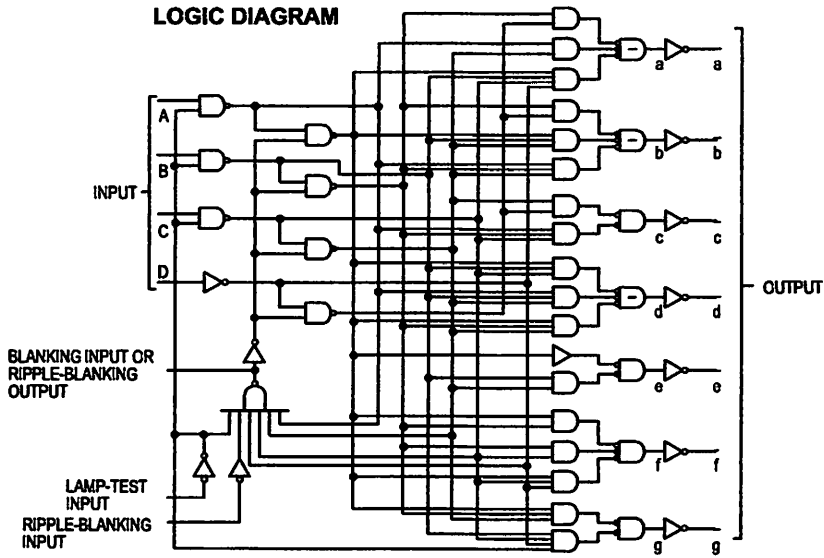 LOGIC DIAGRAM
A
B
C
D
INPUT
BLANKING INPUT OR
RIPPLE-BLANKING
OUTPUT
LAMP-TEST
INPUT
RIPPLE-BLANKING
INPUT
a a
b b
c c
d d
e e
f f
g g
OUTPUT